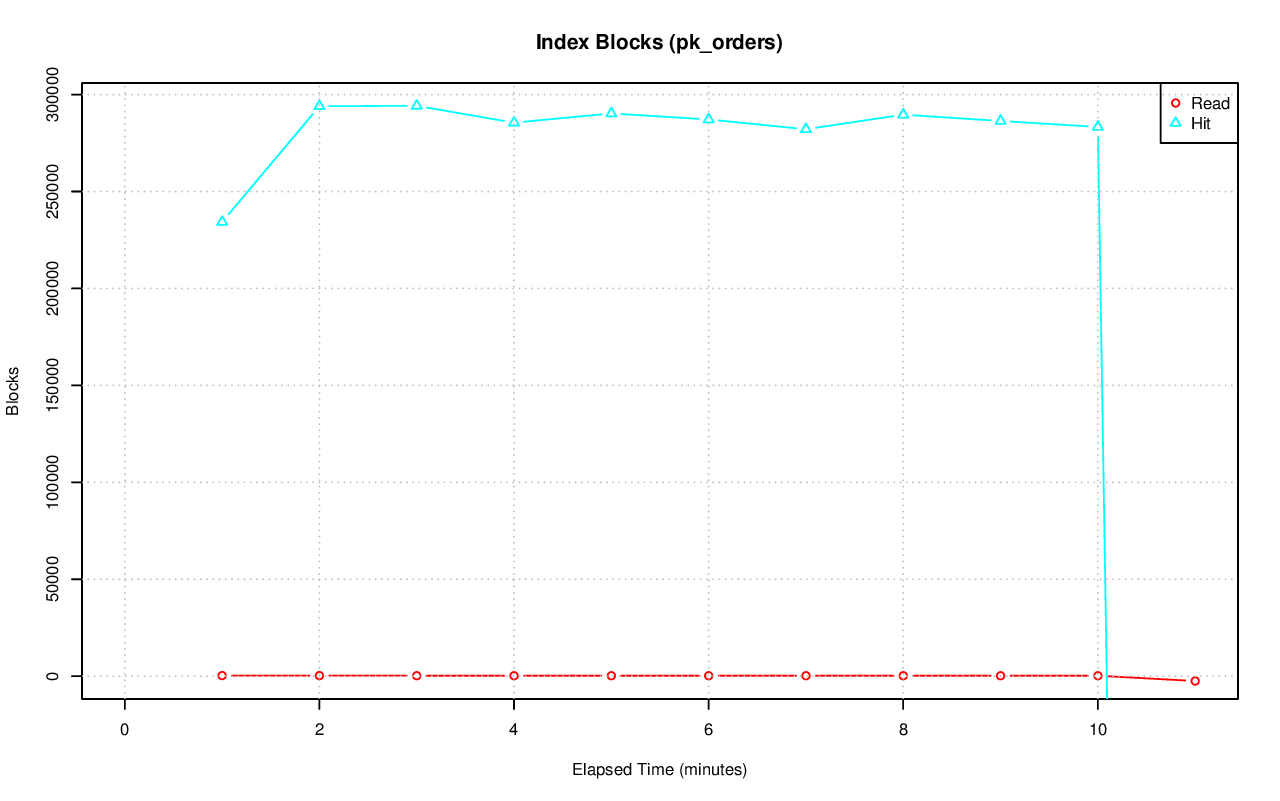 Index Blocks (pk_orders)
Read
Hit
Blocks
300000
250000
200000
150000
100000
50000
0
0 2 4 6 8 10
Elapsed Time (minutes)